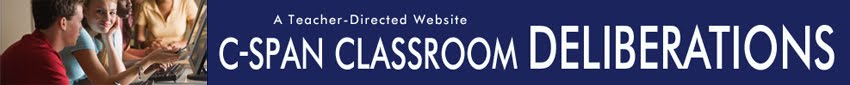 A Teacher-Directed Website
C-SPAN CLASSROOM DELIBERATIONS